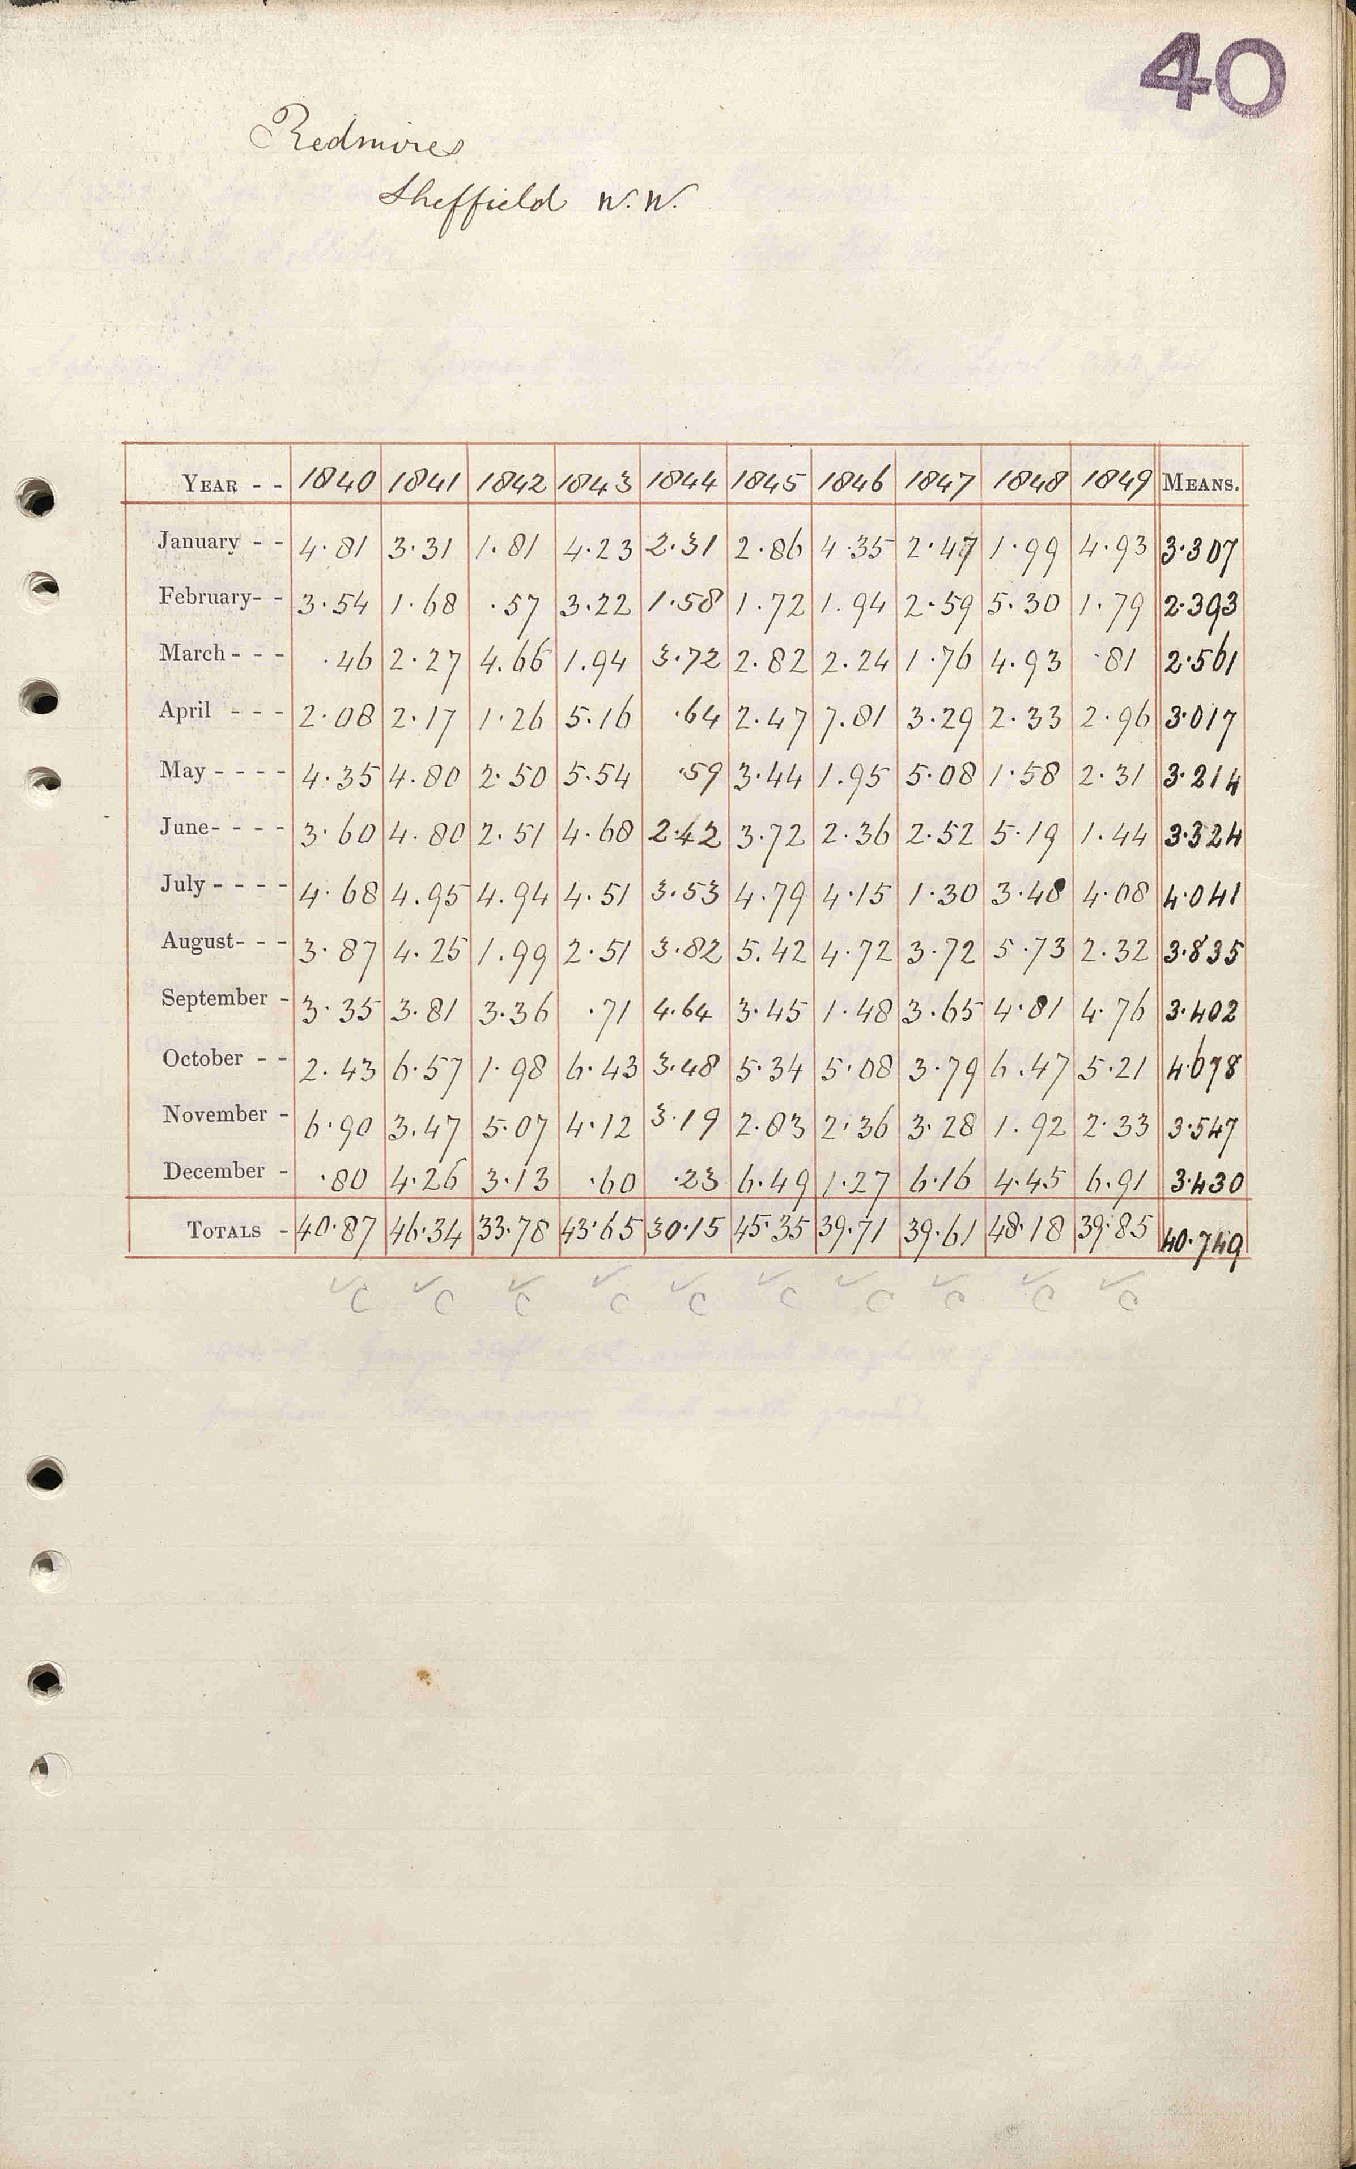 40
Redmires
Sheffield W.W.
YEAR - - 1840 1841 1842 1843 1844 1845 1846 1847 1848 1849 MEANS.
January - - 4.81 3.31 1.81 4.23 2.31 2.86 4.35 2.47 1.99 4.93 3.307
February- - 3.54 1.68 .57 3.22 1.58 1.72 1.94 2.59 5.30 1.79 2.393
March - - - .46 2.27 4.66 1.94 3.72 2.82 2.24 1.76 4.93 .81 2.561
April - - - 2.08 2.17 1.26 5.16 .64 2.47 7.81 3.29 2.33 2.96 3.017
May - - - - 4.35 4.80 2.50 5.54 .59 3.44 1.95 5.08 1.58 2.31 3.214
June- - - - 3.60 4.80 2.51 4.68 2.42 3.72 2.36 2.52 5.19 1.44 3.324
July - - - - 4.68 4.95 4.94 4.51 3.53 4.79 4.15 1.30 3.48 4.08 4.041
August- - - 3.87 4.25 1.99 2.51 3.82 5.42 4.72 3.72 5.73 2.32 3.835
September - 3.35 3.81 3.36 .71 4.64 3.45 1.48 3.65 4.81 4.76 3.402
October - - 2.43 6.57 1.98 6.43 3.48 5.34 5.08 3.79 6.47 5.21 4.678
November - 6.90 3.47 5.07 4.12 3.19 2.83 2.36 3.28 1.92 2.33 3.547
December - .80 4.26 3.13 .60 .23 6.49 1.27 6.16 4.45 6.91 3.430
TOTALS - 40.87 46.34 33.78 43.65 30.15 45.35 39.71 39.61 48.18 39.85 40.749
✓C ✓C ✓C ✓C ✓C ✓C ✓C ✓C ✓C ✓C